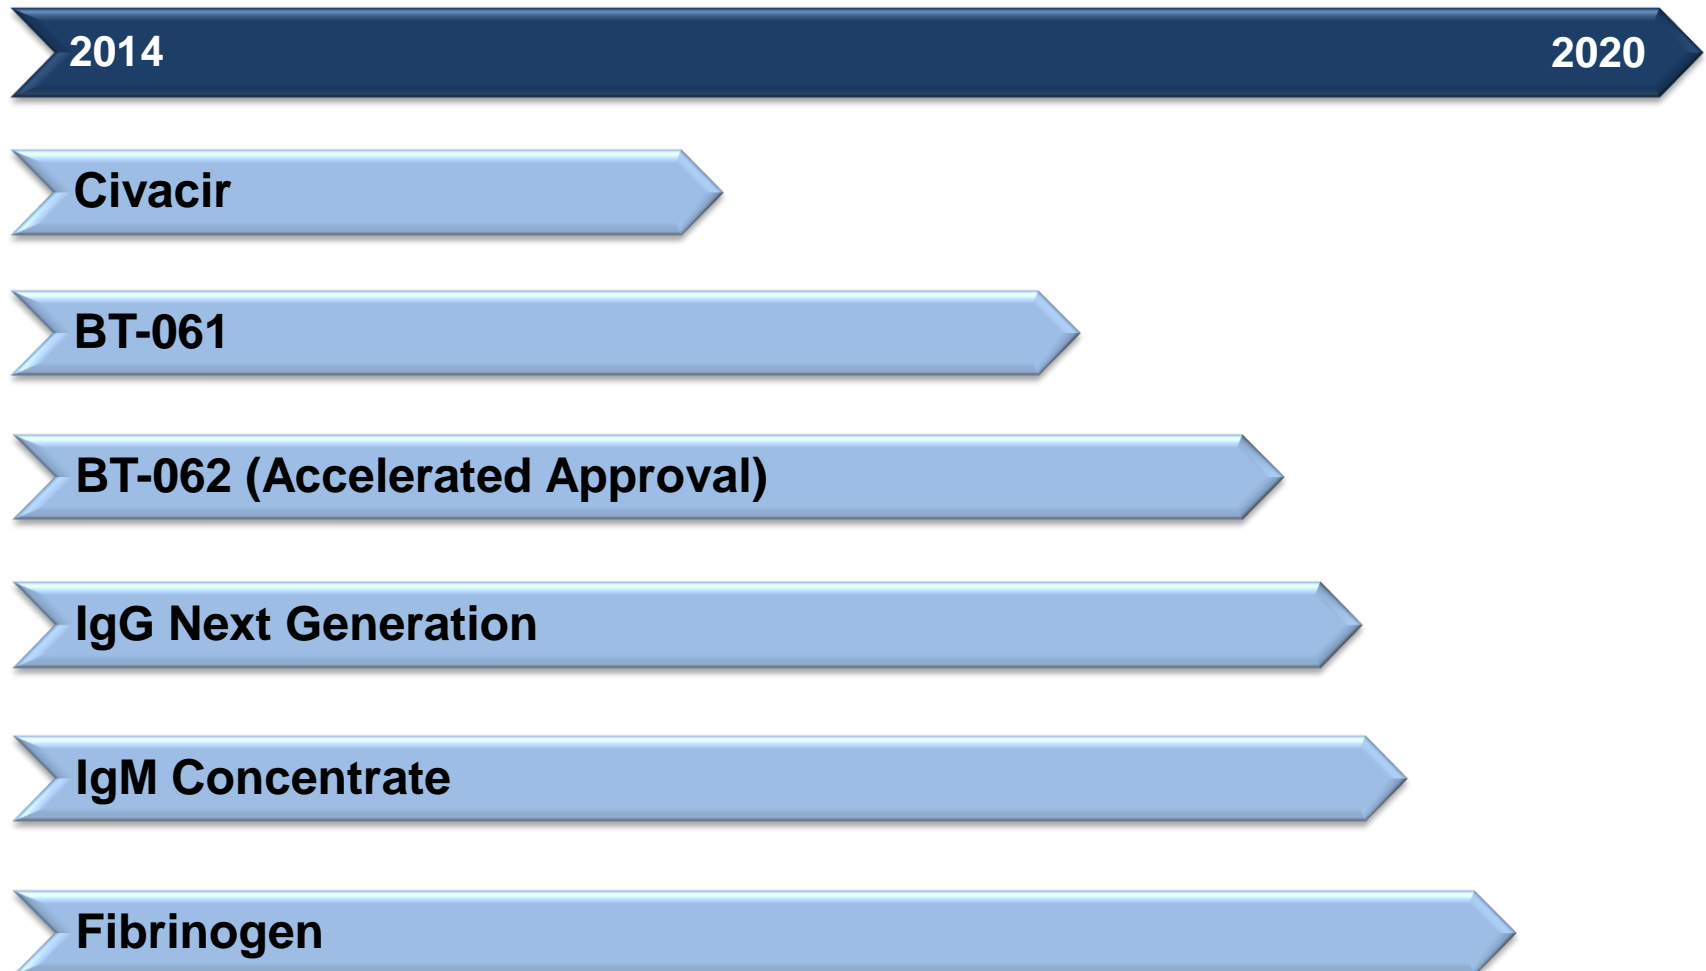 2014 2020
Civacir
BT-061
BT-062 (Accelerated Approval)
IgG Next Generation
IgM Concentrate
Fibrinogen